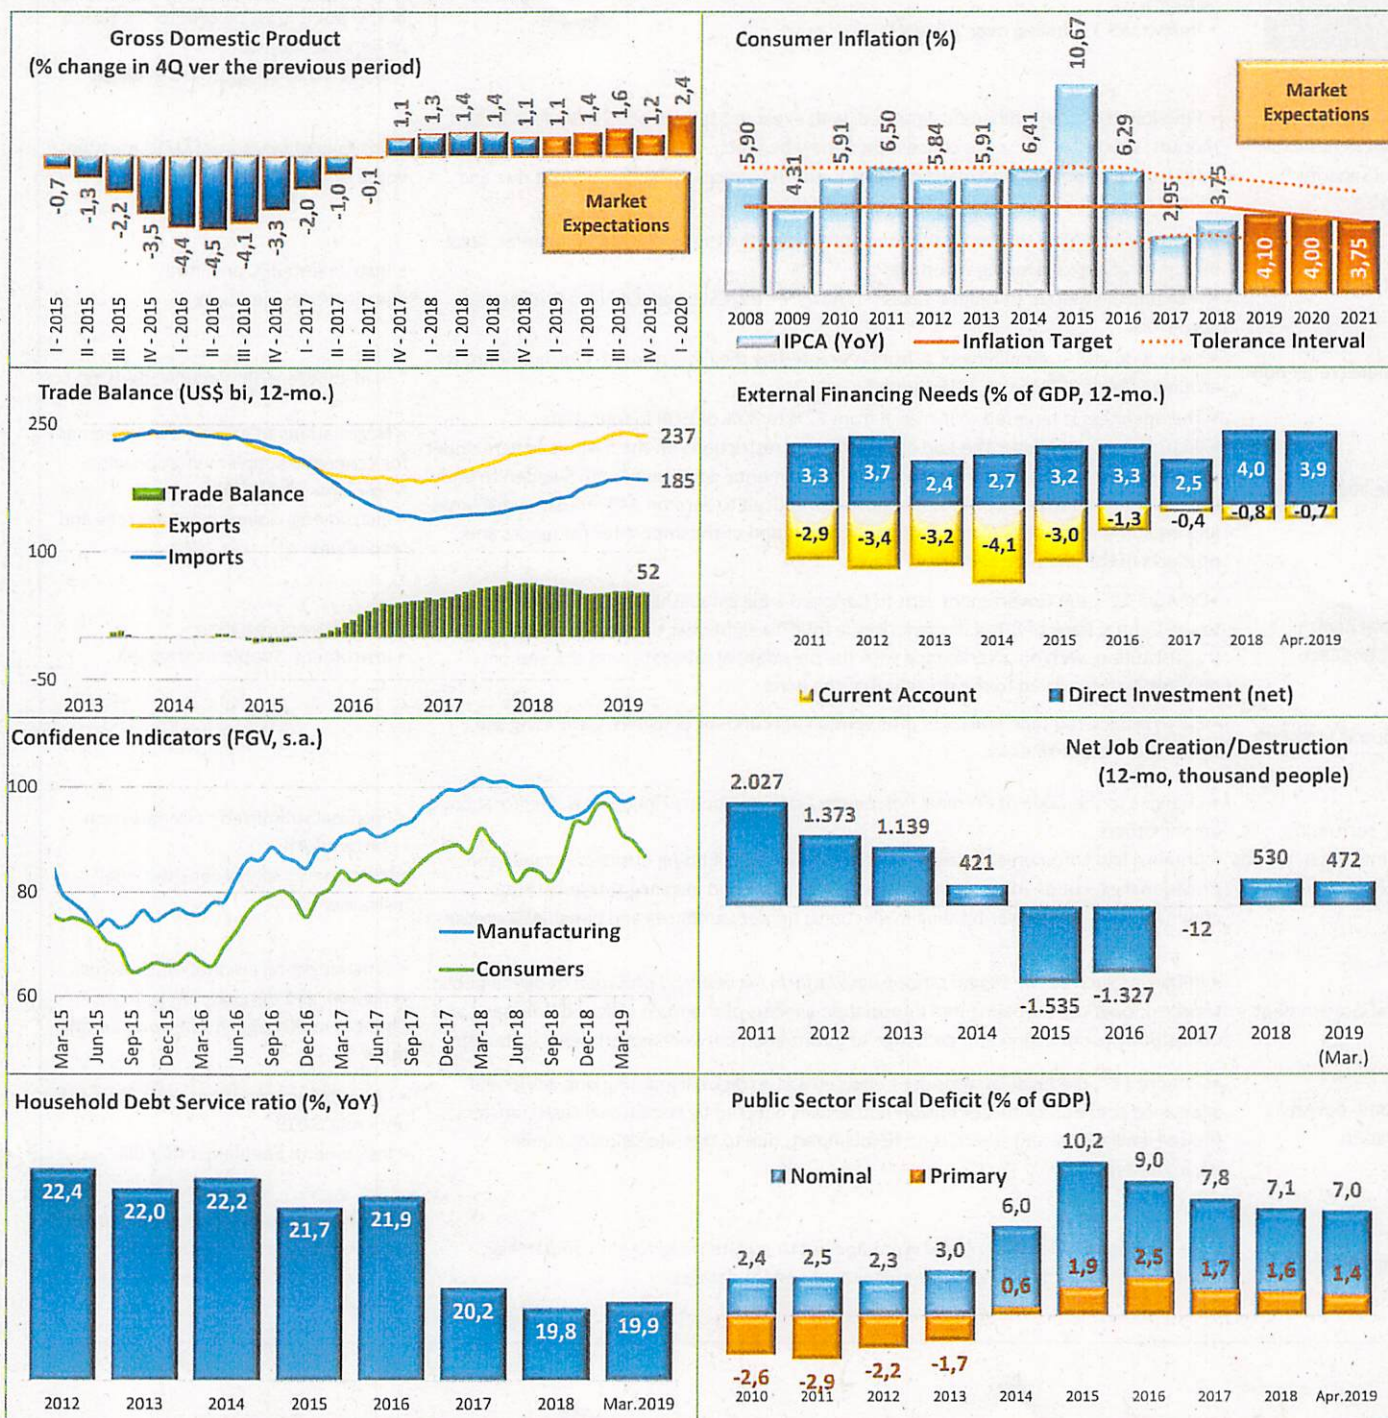 Gross Domestic Product
(% change in 4Q ver the previous period)
-0,7
-1,3
-2,2
-3,5
-4,4
-4,5
-4,1
-3,3
-2,0
-1,0
-0,1
1,1
1,3
1,4
1,4
1,1
1,1
1,4
1,6
1,2
2,4
Market
Expectations
I - 2015
II - 2015
III - 2015
IV - 2015
I - 2016
II - 2016
III - 2016
IV - 2016
I - 2017
II - 2017
III - 2017
IV - 2017
I - 2018
II - 2018
III - 2018
IV - 2018
I - 2019
II - 2019
III - 2019
IV - 2019
I - 2020
Consumer Inflation (%)
Market
Expectations
5,90
4,31
5,91
6,50
5,84
5,91
6,41
10,67
6,29
2,95
3,75
4,10
4,00
3,75
2008 2009 2010 2011 2012 2013 2014 2015 2016 2017 2018 2019 2020 2021
IPCA (YoY) Inflation Target Tolerance Interval
Trade Balance (US$ bi, 12-mo.)
250
237
185
Trade Balance
Exports
Imports
100
52
-50
2013 2014 2015 2016 2017 2018 2019
External Financing Needs (% of GDP, 12-mo.)
3,3 3,7 2,4 2,7 3,2 3,3 2,5 4,0 3,9
-2,9 -3,4 -3,2 -4,1 -3,0 -1,3 -0,4 -0,8 -0,7
2011 2012 2013 2014 2015 2016 2017 2018 Apr.2019
Current Account Direct Investment (net)
Confidence Indicators (FGV, s.a.)
100
80
Manufacturing
Consumers
60
Mar-15
Jun-15
Sep-15
Dec-15
Mar-16
Jun-16
Sep-16
Dec-16
Mar-17
Jun-17
Sep-17
Dec-17
Mar-18
Jun-18
Sep-18
Dec-18
Mar-19
Net Job Creation/Destruction
(12-mo, thousand people)
2.027
1.373
1.139
421
-1.535
-1.327
-12
530
472
2011 2012 2013 2014 2015 2016 2017 2018 2019
(Mar.)
Household Debt Service ratio (%, YoY)
22,4 22,0 22,2 21,7 21,9 20,2 19,8 19,9
2012 2013 2014 2015 2016 2017 2018 Mar.2019
Public Sector Fiscal Deficit (% of GDP)
Nominal Primary
2,4 2,5 2,3 3,0 6,0 10,2 9,0 7,8 7,1 7,0
-2,6 -2,9 -2,2 -1,7 0,6 1,9 2,5 1,7 1,6 1,4
2010 2011 2012 2013 2014 2015 2016 2017 2018 Apr.2019